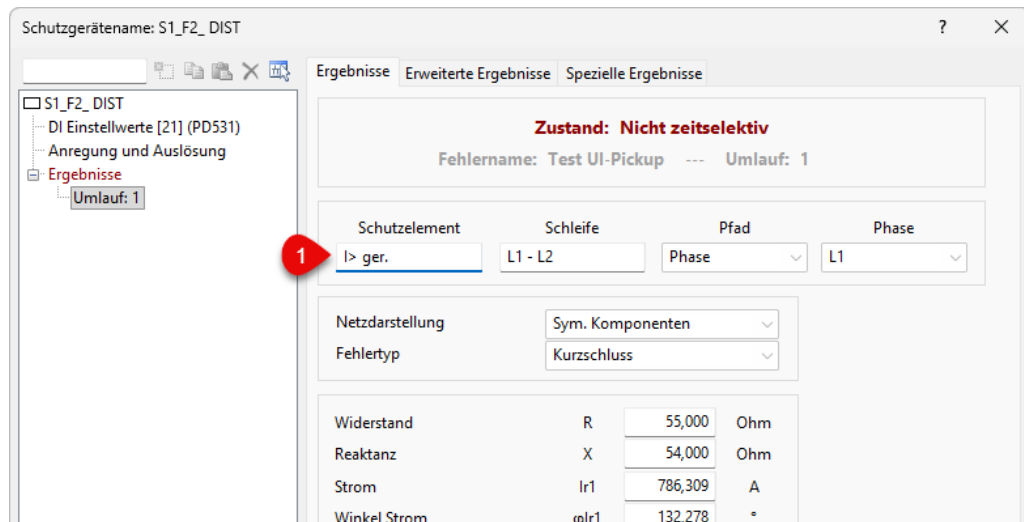 Schutzgerätename: S1_F2_ DIST
?
Ergebnisse Erweiterte Ergebnisse Spezielle Ergebnisse
S1_F2_ DIST
DI Einstellwerte [21] (PD531)
Anregung und Auslösung
Ergebnisse
Umlauf: 1
Zustand: Nicht zeitselektiv
Fehlername: Test UI-Pickup --- Umlauf: 1
Schutzelement Schleife Pfad Phase
1 I> ger. L1 - L2 Phase L1
Netzdarstellung Sym. Komponenten
Fehlertyp Kurzschluss
Widerstand R 55,000 Ohm
Reaktanz X 54,000 Ohm
Strom Ir1 786,309 A
Winkel Strom φIr1 132,278 °